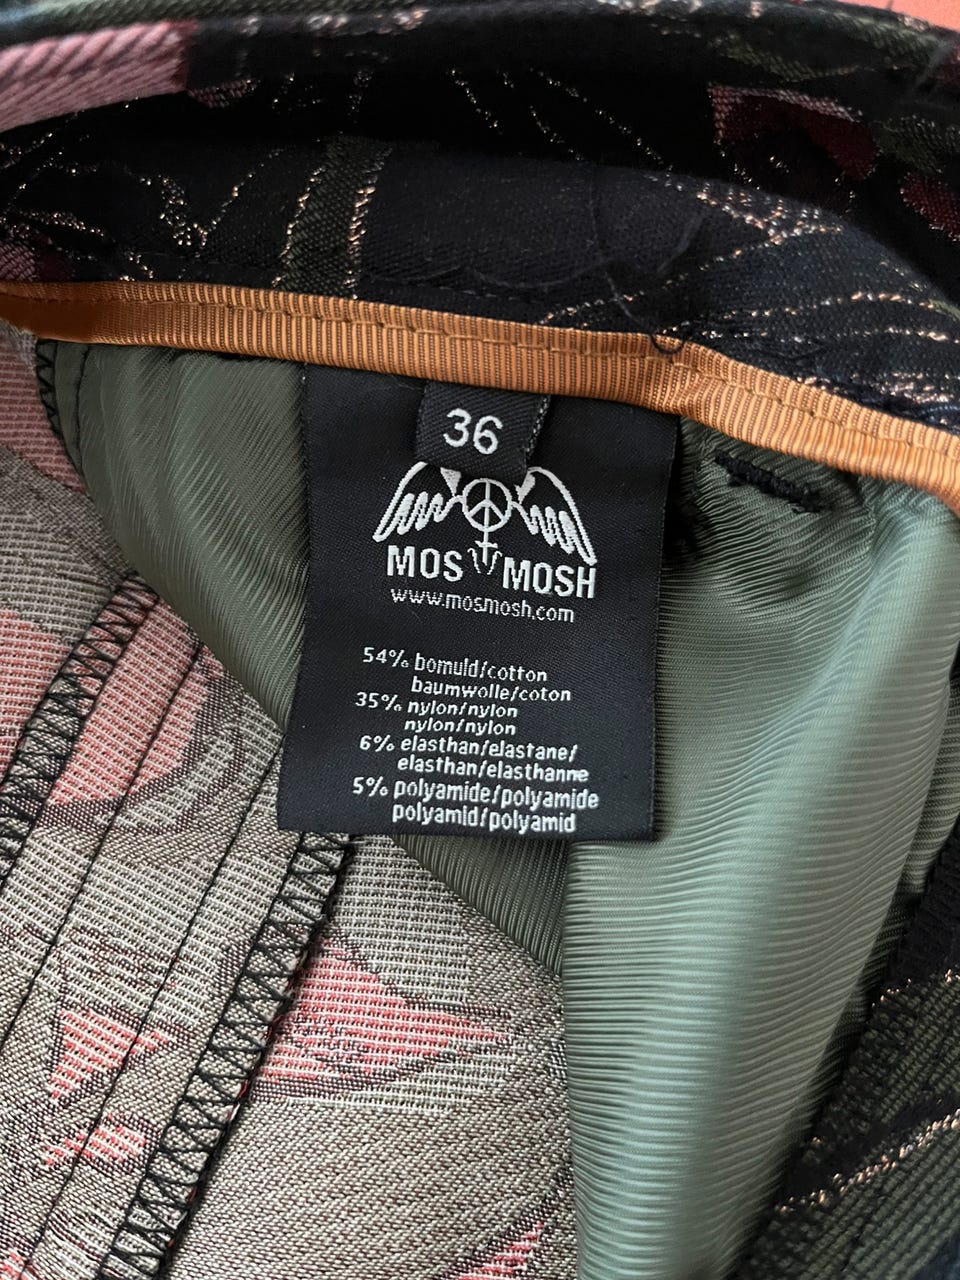 36
MOS MOSH
www.mosmosh.com
54% bomuld/cotton
baumwolle/coton
35% nylon/nylon
nylon/nylon
6% elasthan/elastane/
elasthan/elasthanne
5% polyamide/polyamide
polyamid/polyamid